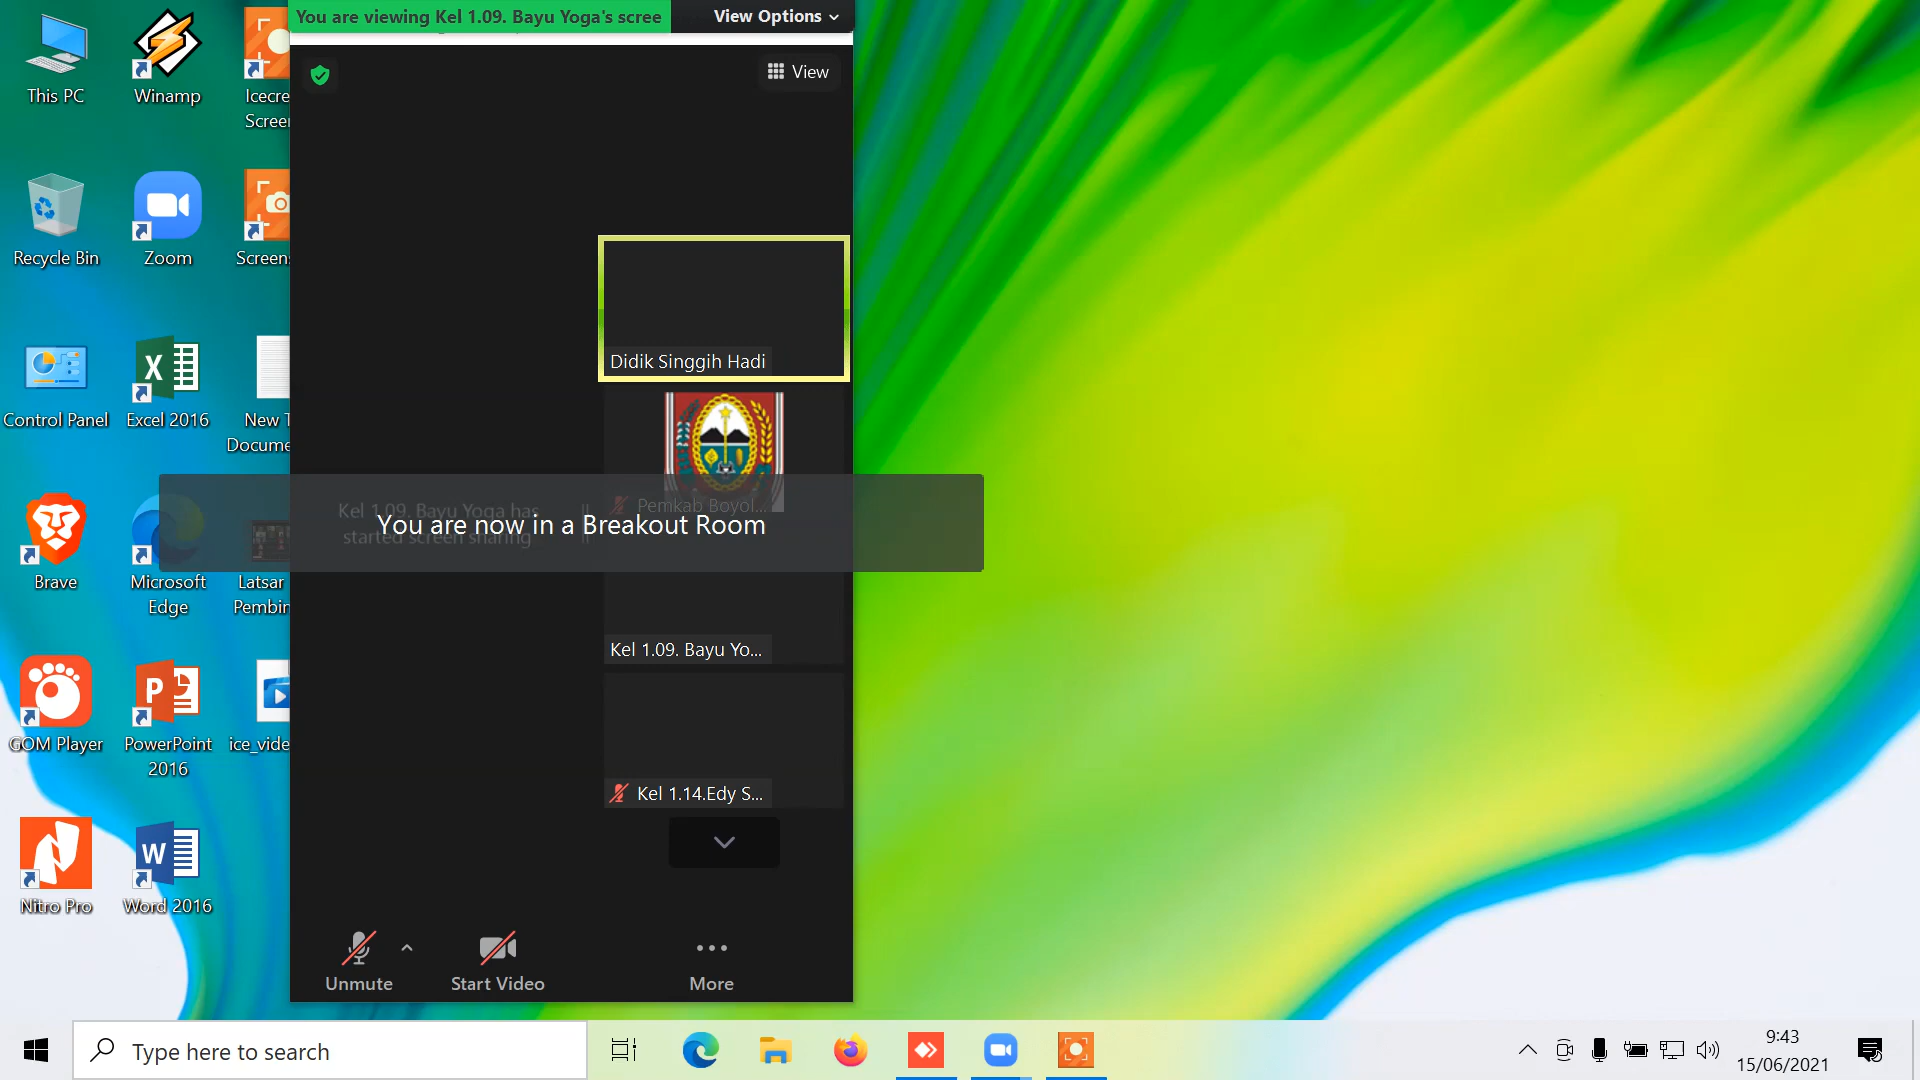 You are viewing Kel 1.09. Bayu Yoga's scree
View Options
View
This PC
Winamp
Icecre
Screen
Recycle Bin
Zoom
Screens
Didik Singgih Hadi
Control Panel
Excel 2016
New T
Docume
Pemkab Boyol...
Kel 1.09. Bayu Yoga has
started screen sharing
You are now in a Breakout Room
Brave
Microsoft
Edge
Latsar
Pembin
Kel 1.09. Bayu Yo...
GOM Player
PowerPoint
2016
ice_vide
Kel 1.14.Edy S...
Nitro Pro
Word 2016
Unmute
Start Video
More
Type here to search
9:43
15/06/2021